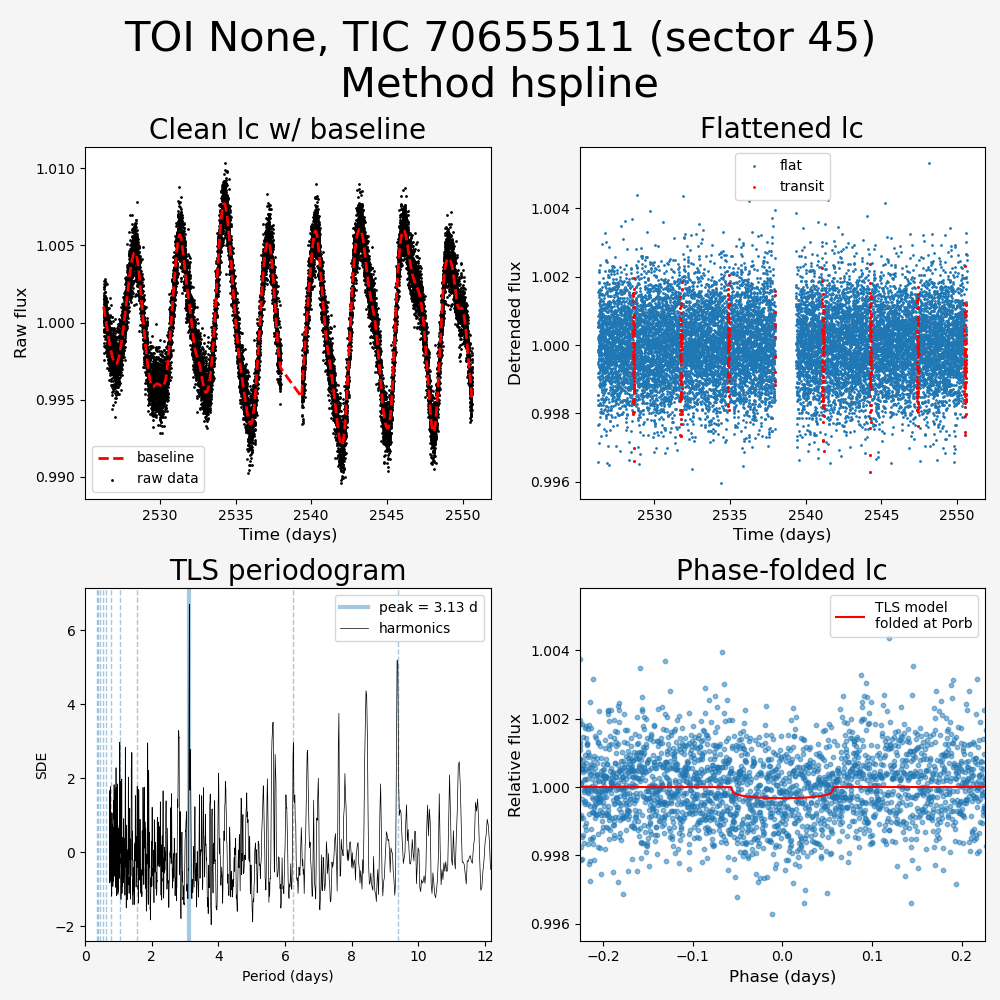 TOI None, TIC 70655511 (sector 45)
Method hspline
Clean lc w/ baseline
1.010
1.005
1.000
0.995
0.990
Raw flux
baseline
raw data
2530
2535
2540
2545
2550
Time (days)
Flattened lc
flat
transit
1.004
1.002
1.000
0.998
0.996
Detrended flux
2530
2535
2540
2545
2550
Time (days)
TLS periodogram
peak = 3.13 d
harmonics
6
4
2
0
−2
SDE
0
2
4
6
8
10
12
Period (days)
Phase-folded lc
TLS model
folded at Porb
1.004
1.002
1.000
0.998
0.996
Relative flux
−0.2
−0.1
0.0
0.1
0.2
Phase (days)